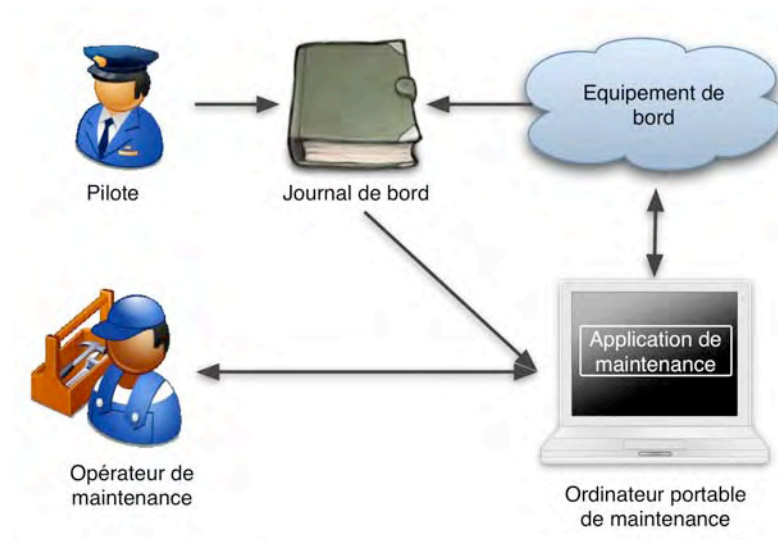 Equipement de
bord
Pilote
Journal de bord
Application de
maintenance
Opérateur de
maintenance
Ordinateur portable
de maintenance